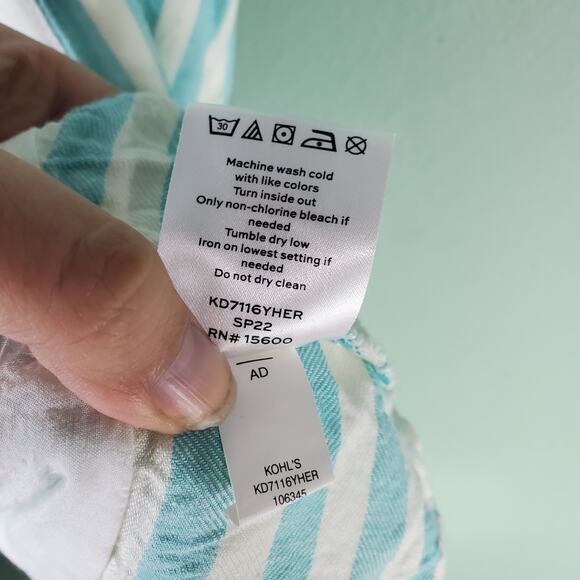 30
Machine wash cold
with like colors
Turn inside out
Only non-chlorine bleach if
needed
Tumble dry low
Iron on lowest setting if
needed
Do not dry clean
KD7116YHER
SP22
RN# 15600
AD
KOHL'S
KD7116YHER
106345